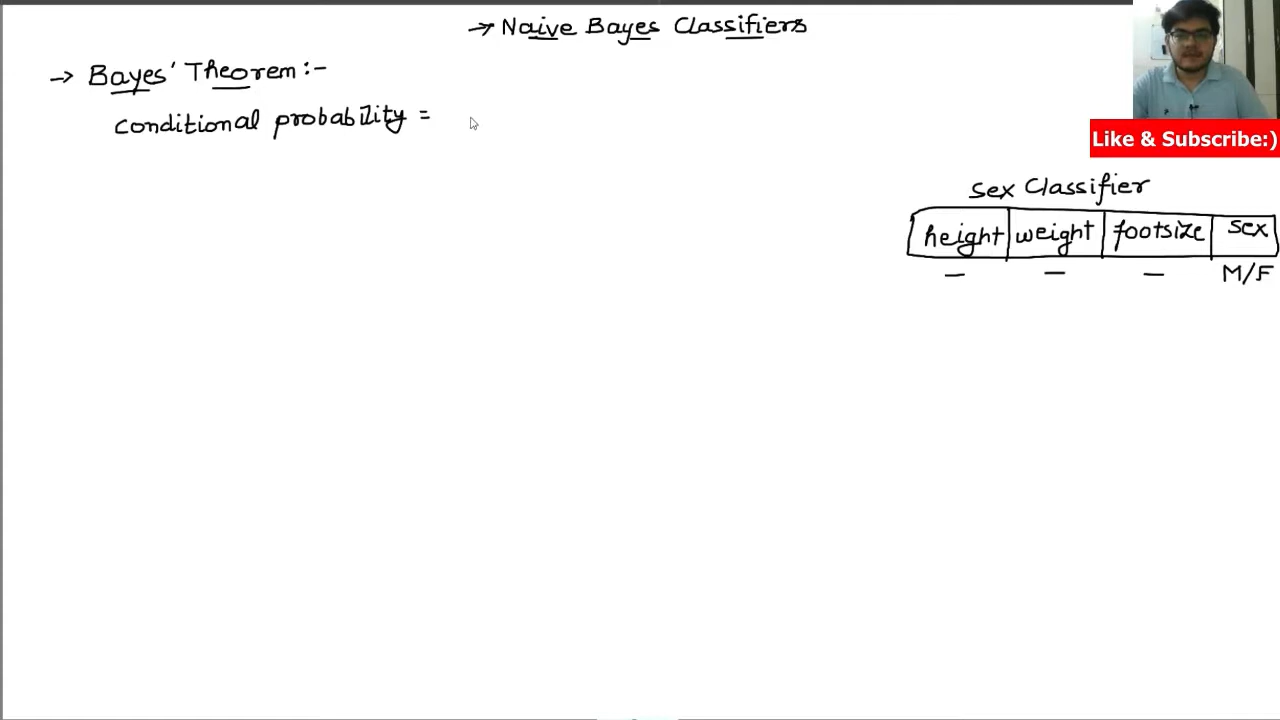 → Naive Bayes Classifiers
→ Bayes' Theorem :-
conditional probability =
Like & Subscribe:)
Sex Classifier
height weight footsize sex
— — — M/F